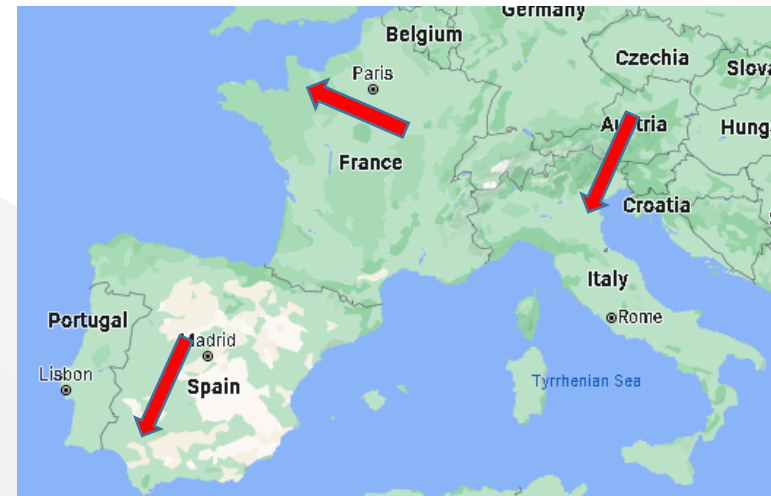 Germany
Belgium
Czechia
Paris
Slova
Austria
Hung
France
Croatia
Italy
Portugal
Rome
Madrid
Lisbon
Spain
Tyrrhenian Sea